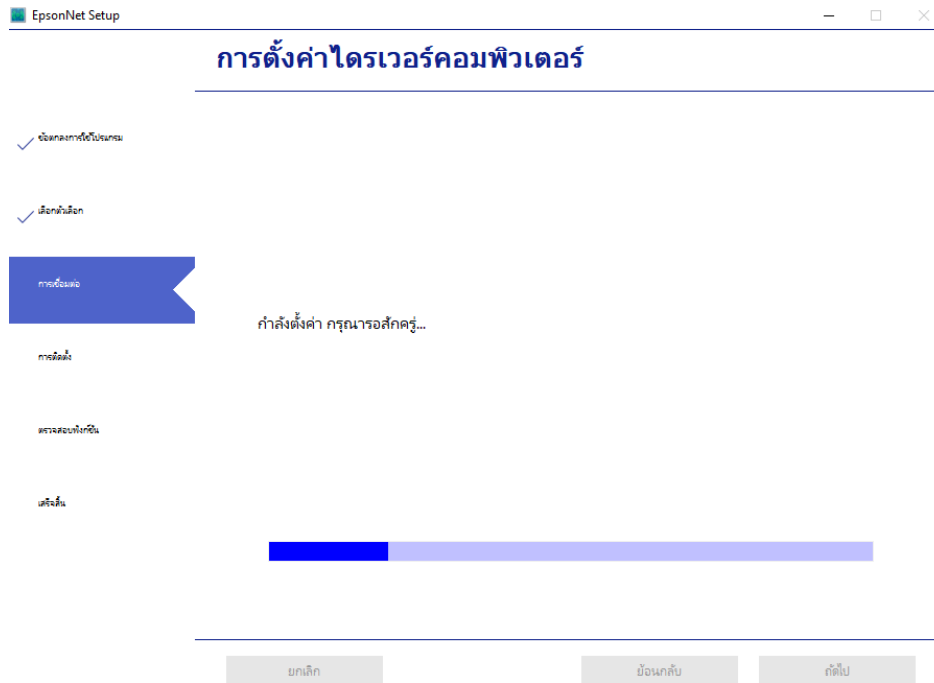 EpsonNet Setup
การตั้งค่าไดรเวอร์คอมพิวเตอร์
ข้อตกลงการใช้โปรแกรม
เลือกตัวเลือก
การเชื่อมต่อ
กำลังตั้งค่า กรุณารอสักครู่...
การติดตั้ง
ตรวจสอบฟังก์ชัน
เสร็จสิ้น
ยกเลิก
ย้อนกลับ
ถัดไป